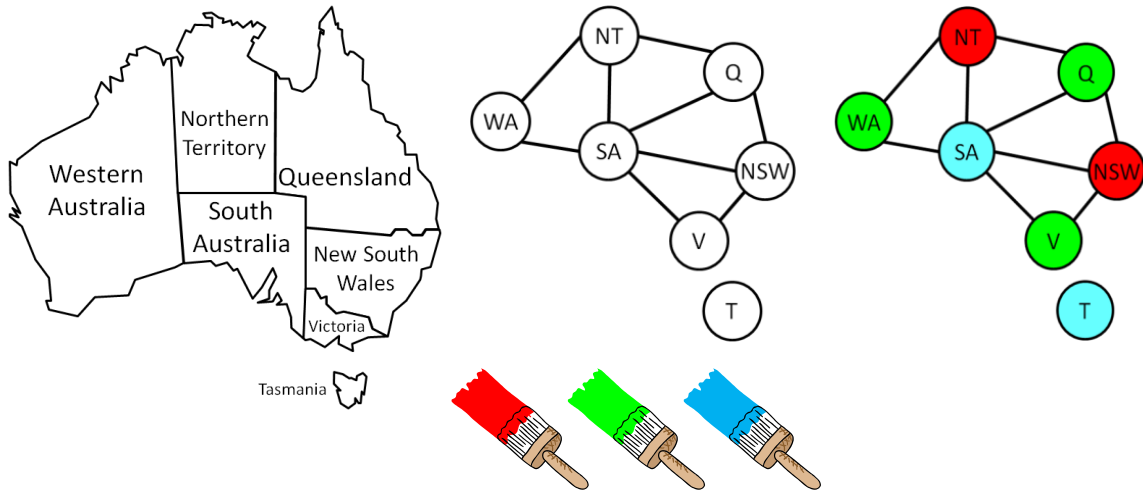 Western
Australia
Northern
Territory
Queensland
South
Australia
New South
Wales
Victoria
Tasmania
NT
Q
WA
SA
NSW
V
T
NT
Q
WA
SA
NSW
V
T